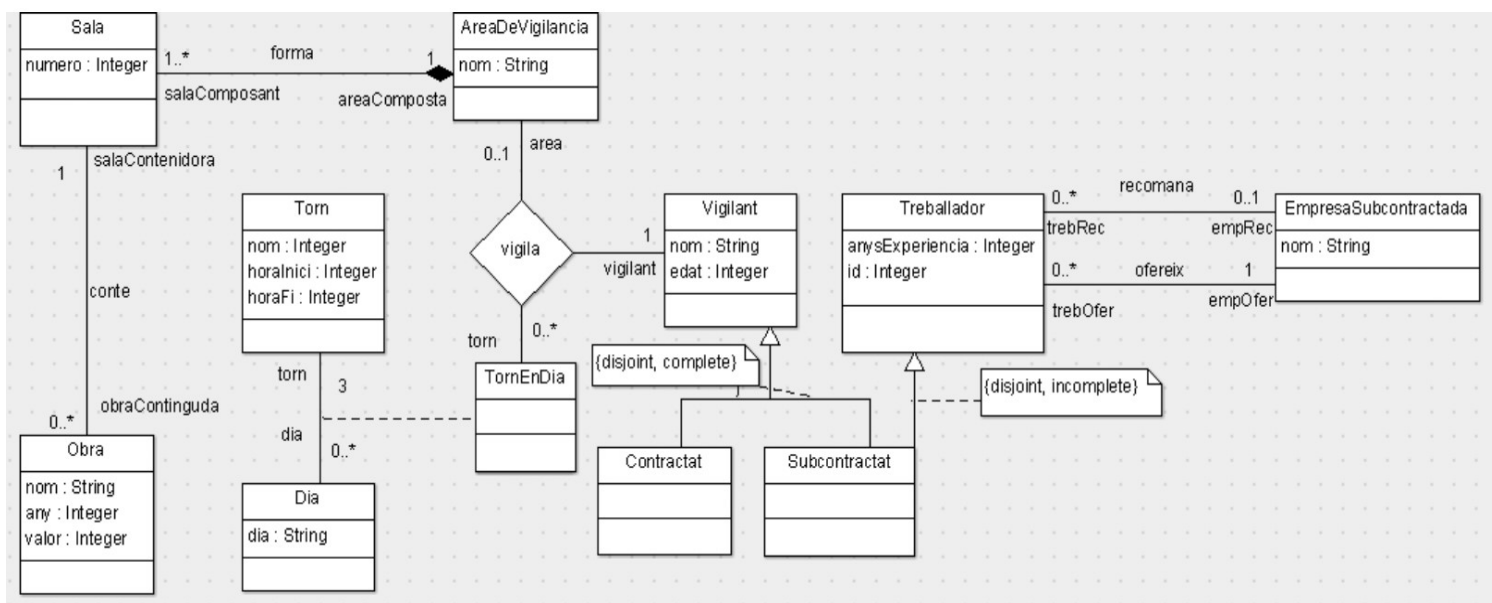 Sala
numero : Integer
1..*
forma
1
salaComposant
areaComposta
AreaDeVigilancia
nom : String
salaContenidora
1
conte
obraContinguda
0..*
Obra
nom : String
any : Integer
valor : Integer
area
0..1
vigila
1
vigilant
torn
0..*
Torn
nom : Integer
horaInici : Integer
horaFi : Integer
torn
3
dia
0..*
Dia
dia : String
TornEnDia
Vigilant
nom : String
edat : Integer
{disjoint, complete}
Contractat
Subcontractat
Treballador
anysExperiencia : Integer
id : Integer
{disjoint, incomplete}
0..*
recomana
0..1
trebRec
empRec
0..*
ofereix
1
trebOfer
empOfer
EmpresaSubcontractada
nom : String